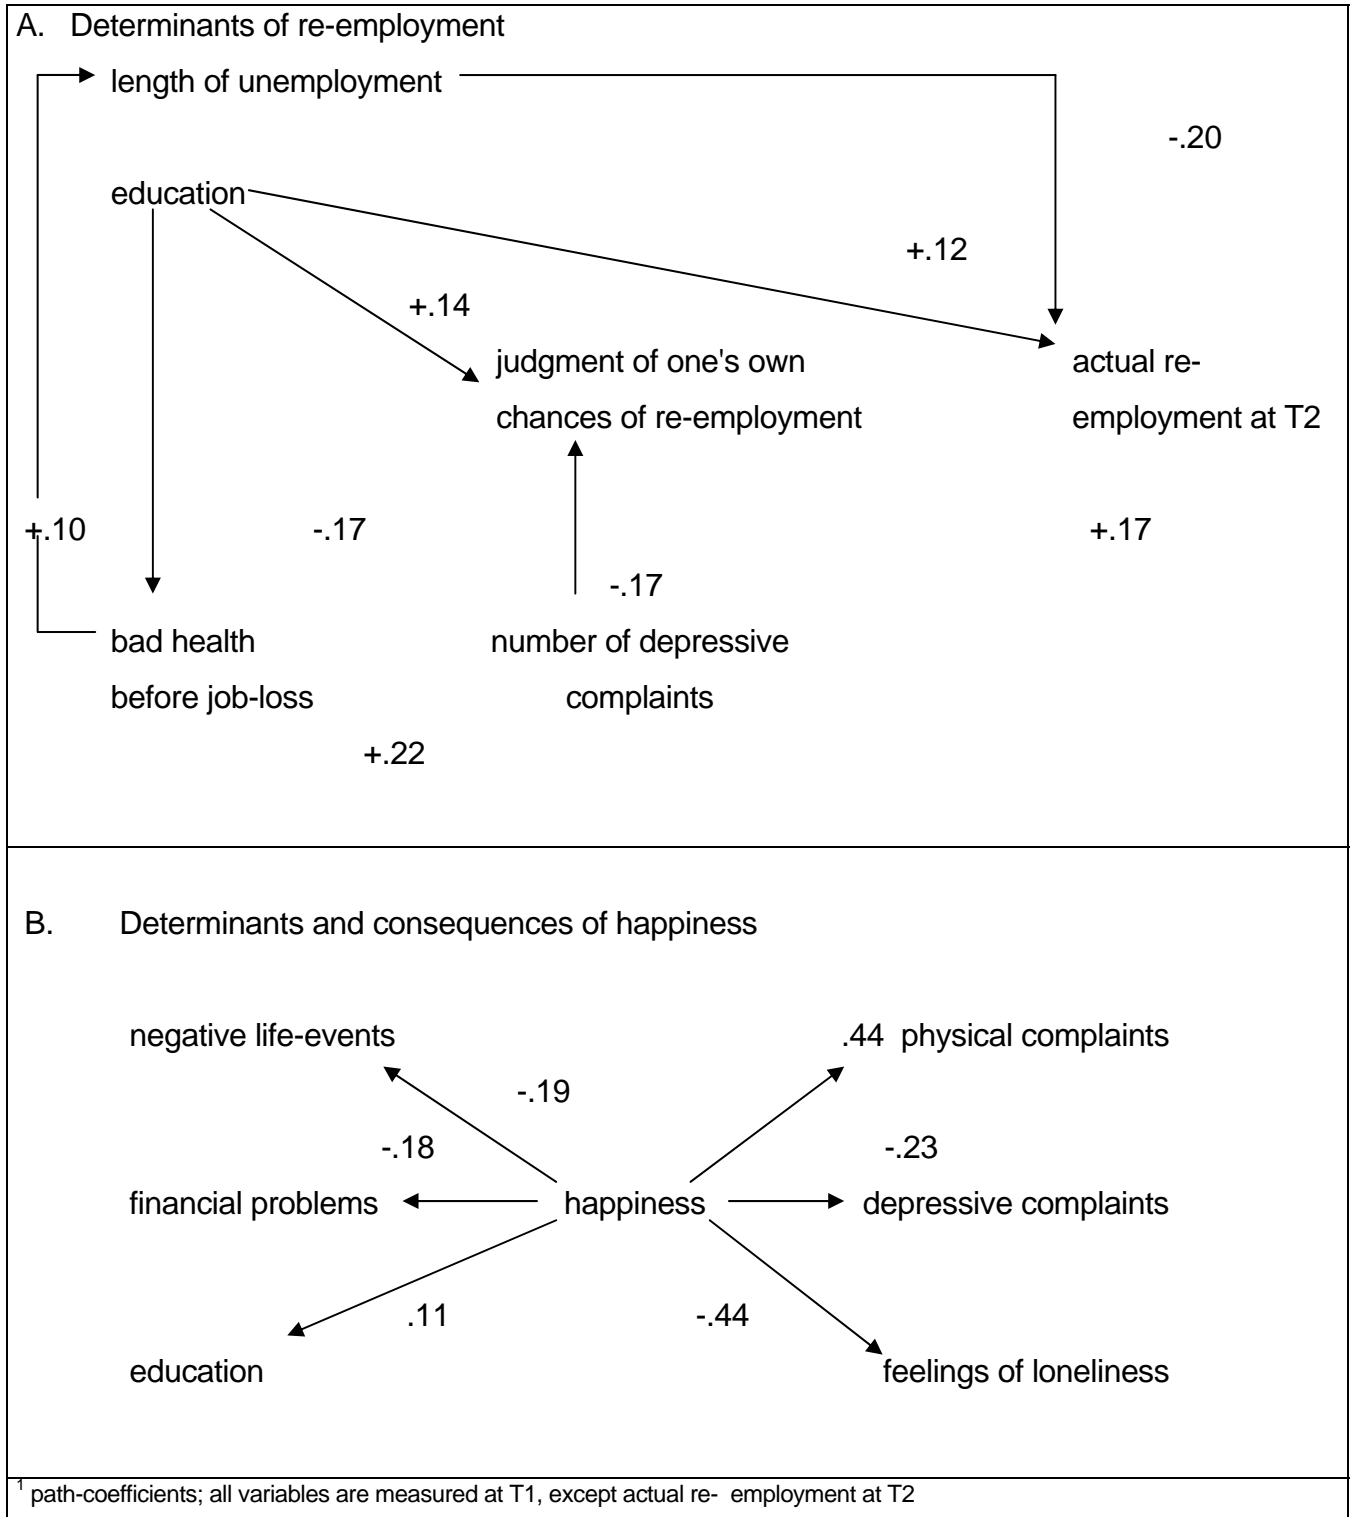 A. Determinants of re-employment
length of unemployment
-.20
education
+.12
+.14
judgment of one's own
actual re-
chances of re-employment
employment at T2
+.10
-.17
+.17
-.17
bad health
number of depressive
before job-loss
complaints
+.22
B. Determinants and consequences of happiness
negative life-events
.44 physical complaints
-.19
-.18
-.23
financial problems
happiness
depressive complaints
.11
-.44
education
feelings of loneliness
1 path-coefficients; all variables are measured at T1, except actual re- employment at T2